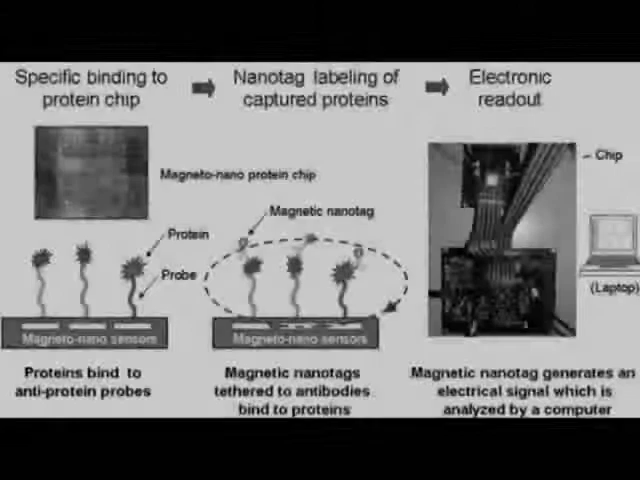 Specific binding to
protein chip
Nanotag labeling of
captured proteins
Electronic
readout
Magneto-nano protein chip
Chip
Magnetic nanotag
Protein
Probe
(Laptop)
Magneto-nano sensors
Magneto-nano sensors
Proteins bind to
anti-protein probes
Magnetic nanotags
tethered to antibodies
bind to proteins
Magnetic nanotag generates an
electrical signal which is
analyzed by a computer